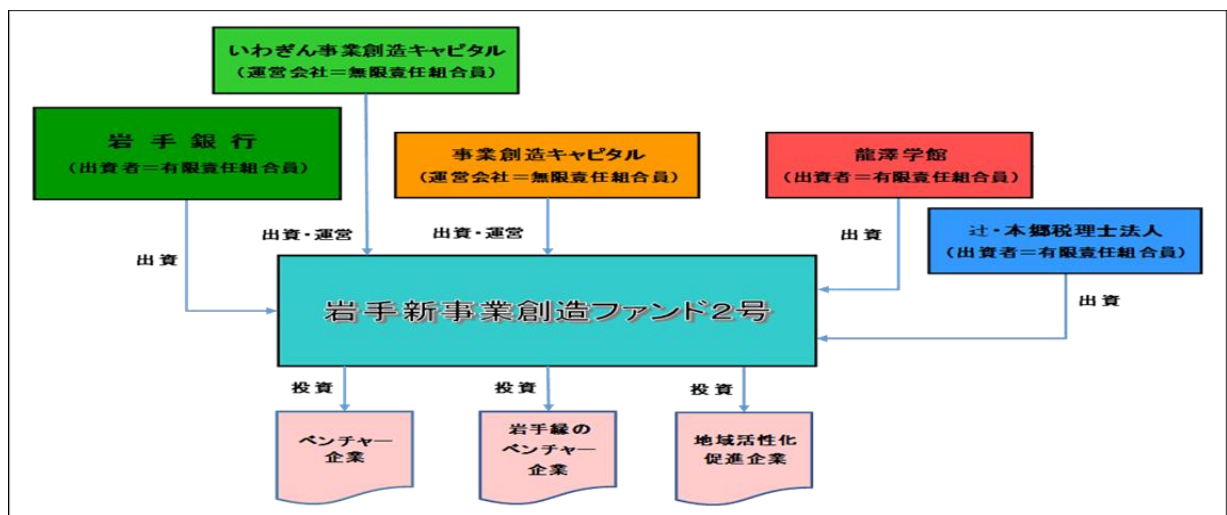 いわぎん事業創造キャピタル
（運営会社＝無限責任組合員）
岩手銀行
（出資者＝有限責任組合員）
事業創造キャピタル
（運営会社＝無限責任組合員）
龍澤学館
（出資者＝有限責任組合員）
辻・本郷税理士法人
（出資者＝有限責任組合員）
出資
出資・運営
出資・運営
出資
出資
岩手新事業創造ファンド2号
投資
投資
投資
ベンチャー
企業
岩手縁の
ベンチャー
企業
地域活性化
促進企業